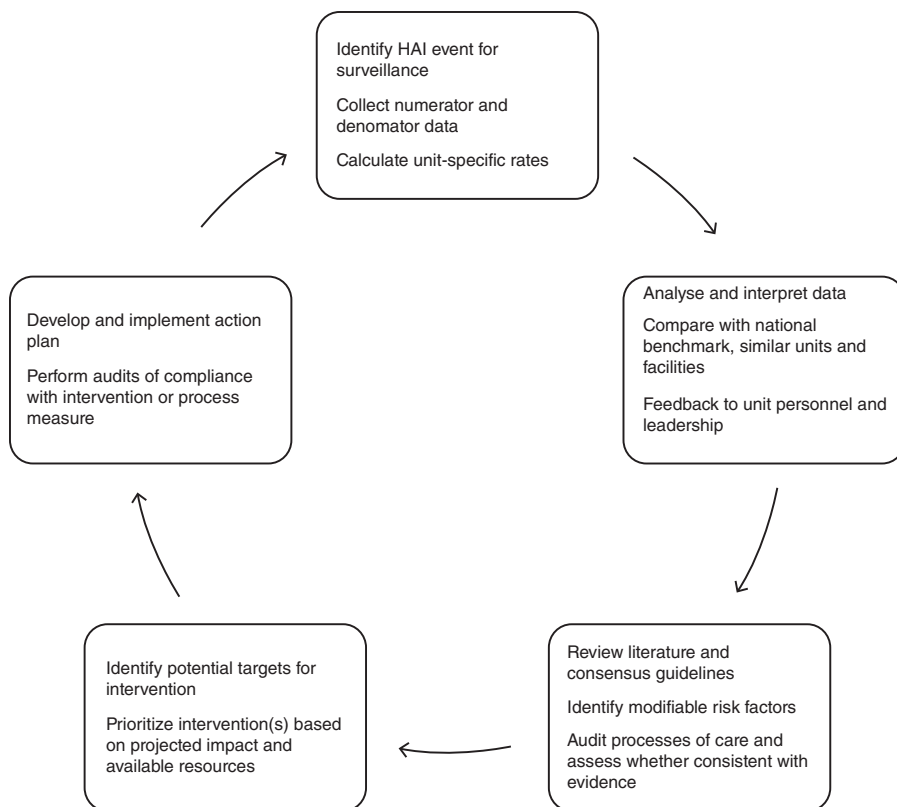 Identify HAI event for
surveillance
Collect numerator and
denomator data
Calculate unit-specific rates
Analyse and interpret data
Compare with national
benchmark, similar units and
facilities
Feedback to unit personnel and
leadership
Review literature and
consensus guidelines
Identify modifiable risk factors
Audit processes of care and
assess whether consistent with
evidence
Identify potential targets for
intervention
Prioritize intervention(s) based
on projected impact and
available resources
Develop and implement action
plan
Perform audits of compliance
with intervention or process
measure